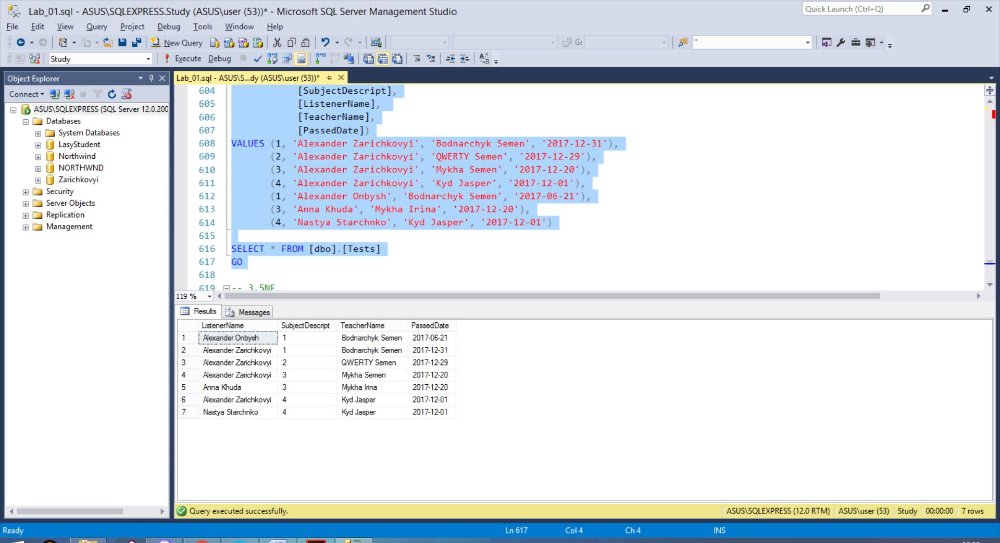 Lab_01.sql - ASUS\SQLEXPRESS.Study (ASUS\user (53))* - Microsoft SQL Server Management Studio
Quick Launch (Ctrl+Q)
File Edit View Query Project Debug Tools Window Help
New Query
Study Execute Debug
Object Explorer
Connect
ASUS\SQLEXPRESS (SQL Server 12.0.200
Databases
System Databases
LasyStudent
Northwind
NORTHWND
Zarichkovyi
Security
Server Objects
Replication
Management
Lab_01.sql - ASUS\S...dy (ASUS\user (53))*
604 [SubjectDescript],
605 [ListenerName],
606 [TeacherName],
607 [PassedDate])
608 VALUES (1, 'Alexander Zarichkovyi', 'Bodnarchyk Semen', '2017-12-31'),
609 (2, 'Alexander Zarichkovyi', 'QWERTY Semen', '2017-12-29'),
610 (3, 'Alexander Zarichkovyi', 'Mykha Semen', '2017-12-20'),
611 (4, 'Alexander Zarichkovyi', 'Kyd Jasper', '2017-12-01'),
612 (1, 'Alexander Onbysh', 'Bodnarchyk Semen', '2017-06-21'),
613 (3, 'Anna Khuda', 'Mykha Irina', '2017-12-20'),
614 (4, 'Nastya Starchnko', 'Kyd Jasper', '2017-12-01')
615
616 SELECT * FROM [dbo].[Tests]
617 GO
618
619 -- 3.5NF
119 %
Results Messages
ListenerName SubjectDescript TeacherName PassedDate
1 Alexander Onbysh 1 Bodnarchyk Semen 2017-06-21
2 Alexander Zarichkovyi 1 Bodnarchyk Semen 2017-12-31
3 Alexander Zarichkovyi 2 QWERTY Semen 2017-12-29
4 Alexander Zarichkovyi 3 Mykha Semen 2017-12-20
5 Anna Khuda 3 Mykha Irina 2017-12-20
6 Alexander Zarichkovyi 4 Kyd Jasper 2017-12-01
7 Nastya Starchnko 4 Kyd Jasper 2017-12-01
Query executed successfully.
ASUS\SQLEXPRESS (12.0 RTM) ASUS\user (53) Study 00:00:00 7 rows
Ready Ln 617 Col 4 Ch 4 INS